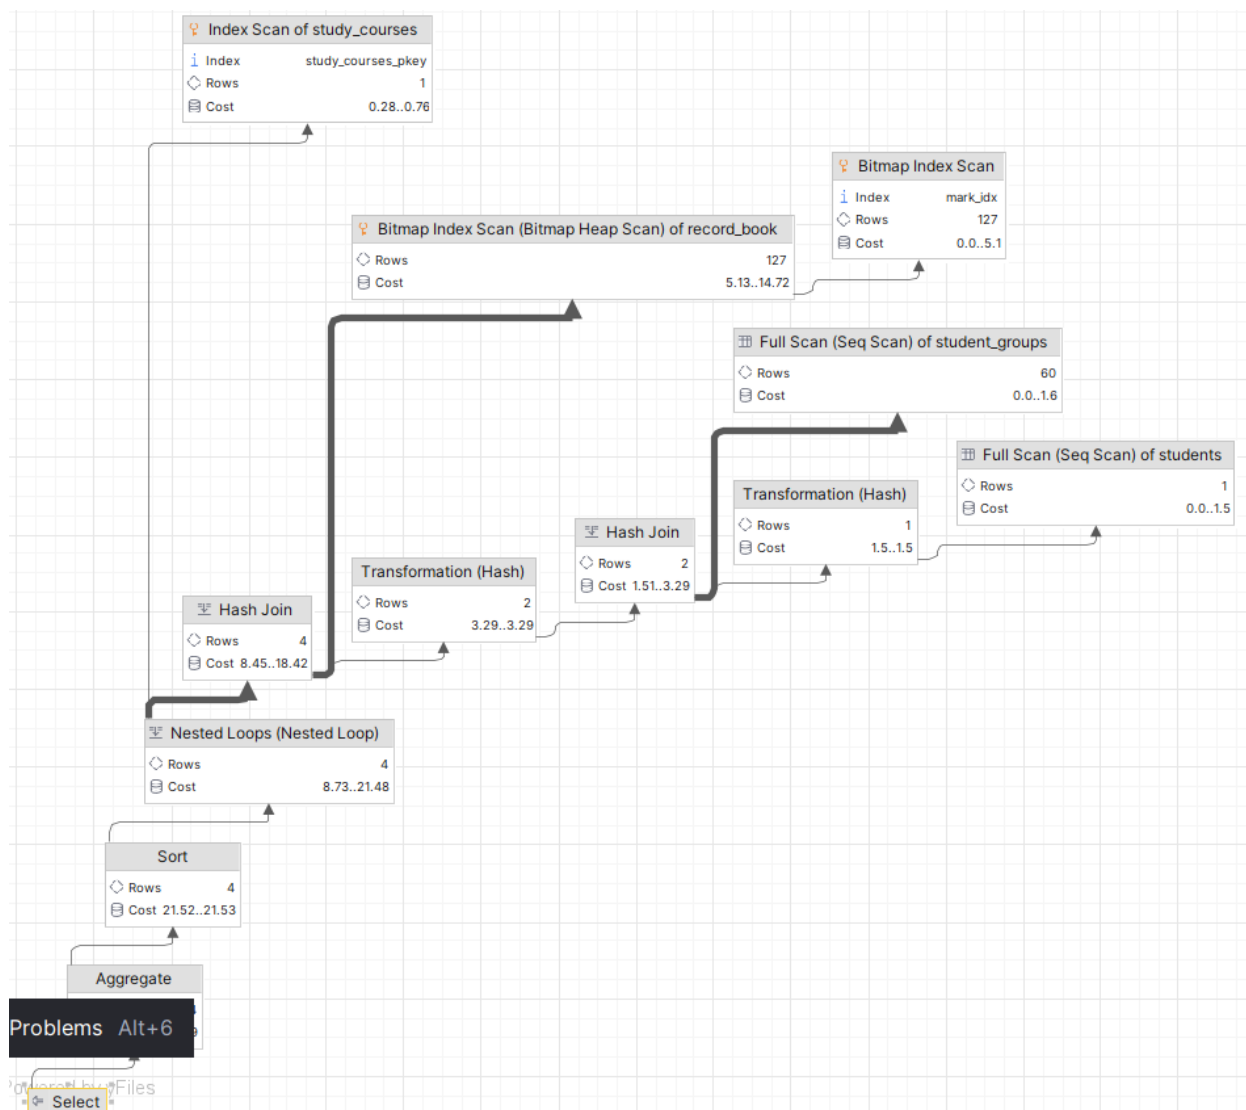 Index Scan of study_courses
Index study_courses_pkey
Rows 1
Cost 0.28..0.76
Bitmap Index Scan
Index mark_idx
Rows 127
Cost 0.0..5.1
Bitmap Index Scan (Bitmap Heap Scan) of record_book
Rows 127
Cost 5.13..14.72
Full Scan (Seq Scan) of student_groups
Rows 60
Cost 0.0..1.6
Full Scan (Seq Scan) of students
Rows 1
Cost 0.0..1.5
Transformation (Hash)
Rows 1
Cost 1.5..1.5
Hash Join
Rows 2
Cost 1.51..3.29
Transformation (Hash)
Rows 2
Cost 3.29..3.29
Hash Join
Rows 4
Cost 8.45..18.42
Nested Loops (Nested Loop)
Rows 4
Cost 8.73..21.48
Sort
Rows 4
Cost 21.52..21.53
Aggregate
Problems Alt+6
Powered by yFiles
Select